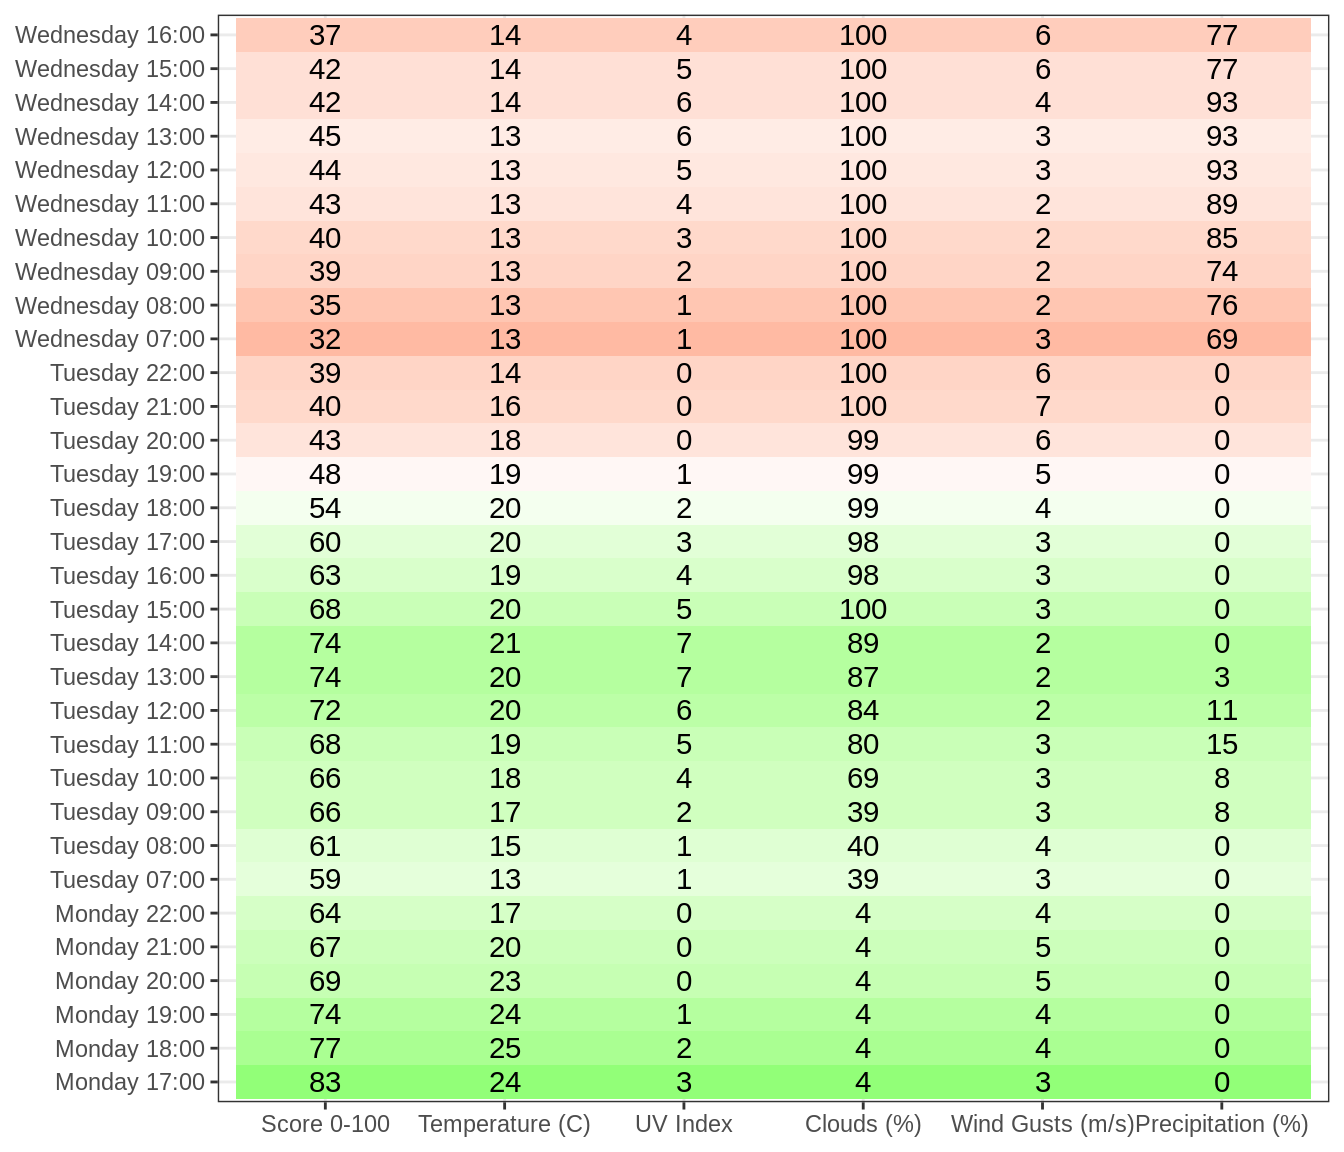 Wednesday 16:00 37 14 4 100 6 77
Wednesday 15:00 42 14 5 100 6 77
Wednesday 14:00 42 14 6 100 4 93
Wednesday 13:00 45 13 6 100 3 93
Wednesday 12:00 44 13 5 100 3 93
Wednesday 11:00 43 13 4 100 2 89
Wednesday 10:00 40 13 3 100 2 85
Wednesday 09:00 39 13 2 100 2 74
Wednesday 08:00 35 13 1 100 2 76
Wednesday 07:00 32 13 1 100 3 69
Tuesday 22:00 39 14 0 100 6 0
Tuesday 21:00 40 16 0 100 7 0
Tuesday 20:00 43 18 0 99 6 0
Tuesday 19:00 48 19 1 99 5 0
Tuesday 18:00 54 20 2 99 4 0
Tuesday 17:00 60 20 3 98 3 0
Tuesday 16:00 63 19 4 98 3 0
Tuesday 15:00 68 20 5 100 3 0
Tuesday 14:00 74 21 7 89 2 0
Tuesday 13:00 74 20 7 87 2 3
Tuesday 12:00 72 20 6 84 2 11
Tuesday 11:00 68 19 5 80 3 15
Tuesday 10:00 66 18 4 69 3 8
Tuesday 09:00 66 17 2 39 3 8
Tuesday 08:00 61 15 1 40 4 0
Tuesday 07:00 59 13 1 39 3 0
Monday 22:00 64 17 0 4 4 0
Monday 21:00 67 20 0 4 5 0
Monday 20:00 69 23 0 4 5 0
Monday 19:00 74 24 1 4 4 0
Monday 18:00 77 25 2 4 4 0
Monday 17:00 83 24 3 4 3 0
Score 0-100 Temperature (C) UV Index Clouds (%) Wind Gusts (m/s) Precipitation (%)